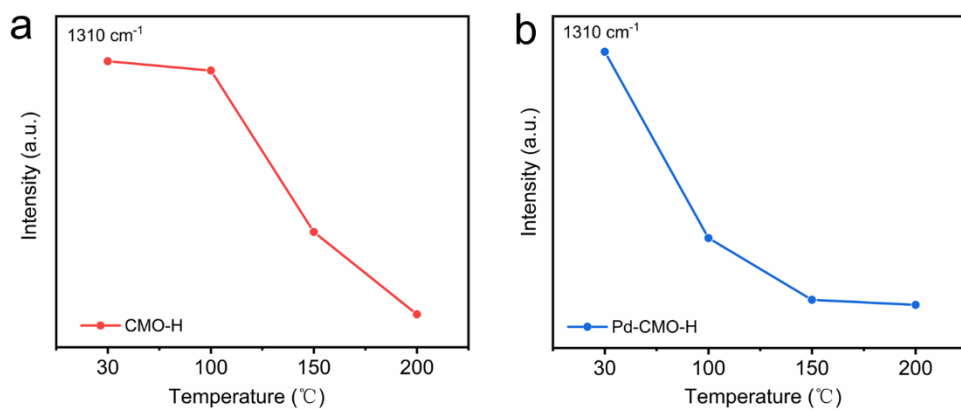 a
1310 cm⁻¹
Intensity (a.u.)
CMO-H
30 100 150 200
Temperature (℃)
b
1310 cm⁻¹
Intensity (a.u.)
Pd-CMO-H
30 100 150 200
Temperature (℃)